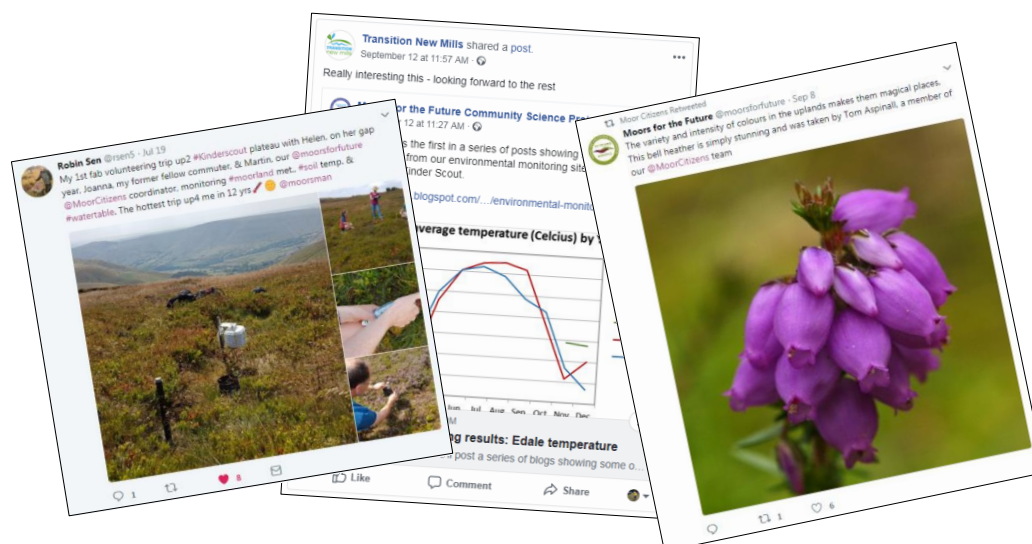 Robin Sen @rsen5 · Jul 19
My 1st fab volunteering trip up2 #Kinderscout plateau with Helen, on her gap
year, Joanna, my former fellow commuter, & Martin, our @moorsforfuture
@MoorCitizens coordinator, monitoring #moorland met., #soil temp, &
#watertable. The hottest trip up4 me in 12 yrs @moorsman
1
8
Transition New Mills shared a post.
September 12 at 11:57 AM ·
Really interesting this - looking forward to the rest
for the Future Community Science
12 at 11:27 AM ·
the first in a series of posts showing
from our environmental monitoring
inder Scout.
blogspot.com/…/environmental-monito
verage temperature (Celcius) by
Jul Aug Sep Oct Nov Dec
ng results: Edale temperature
post a series of blogs showing some o…
Like Comment Share
Moor Citizens Retweeted
Moors for the Future @moorsforfuture · Sep 8
The variety and intensity of colours in the uplands makes them magical places.
This bell heather is simply stunning and was taken by Tom Aspinall, a member of
our @MoorCitizens team
1 6